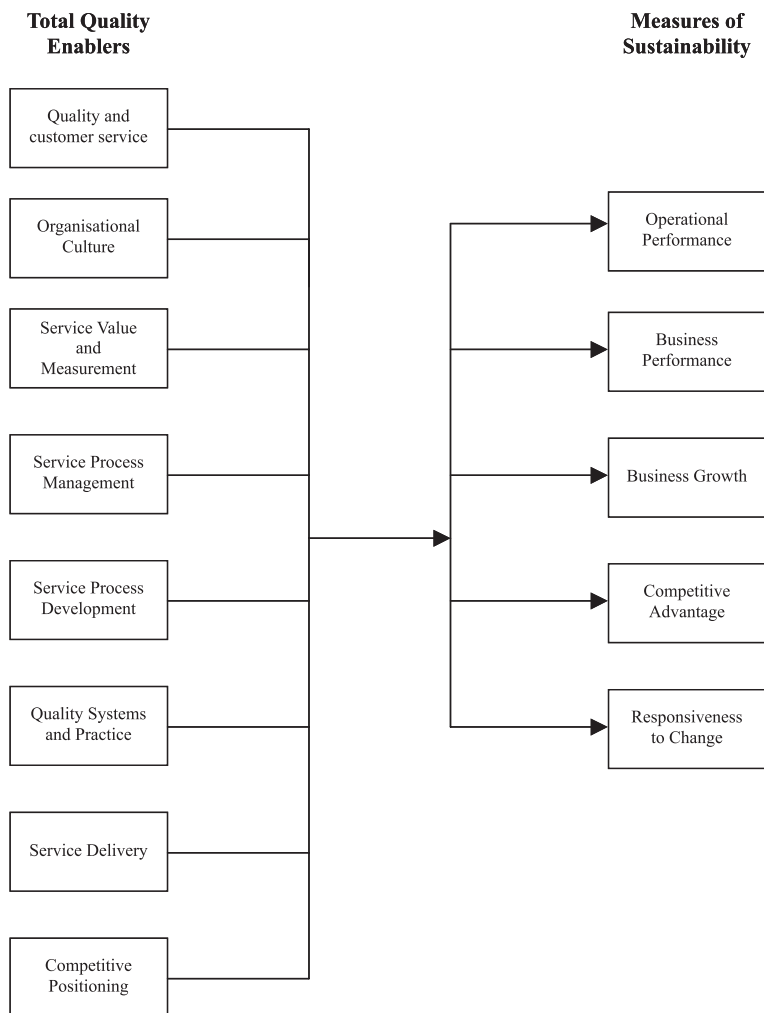 Total Quality
Enablers
Measures of
Sustainability
Quality and
customer service
Organisational
Culture
Service Value
and
Measurement
Service Process
Management
Service Process
Development
Quality Systems
and Practice
Service Delivery
Competitive
Positioning
Operational
Performance
Business
Performance
Business Growth
Competitive
Advantage
Responsiveness
to Change